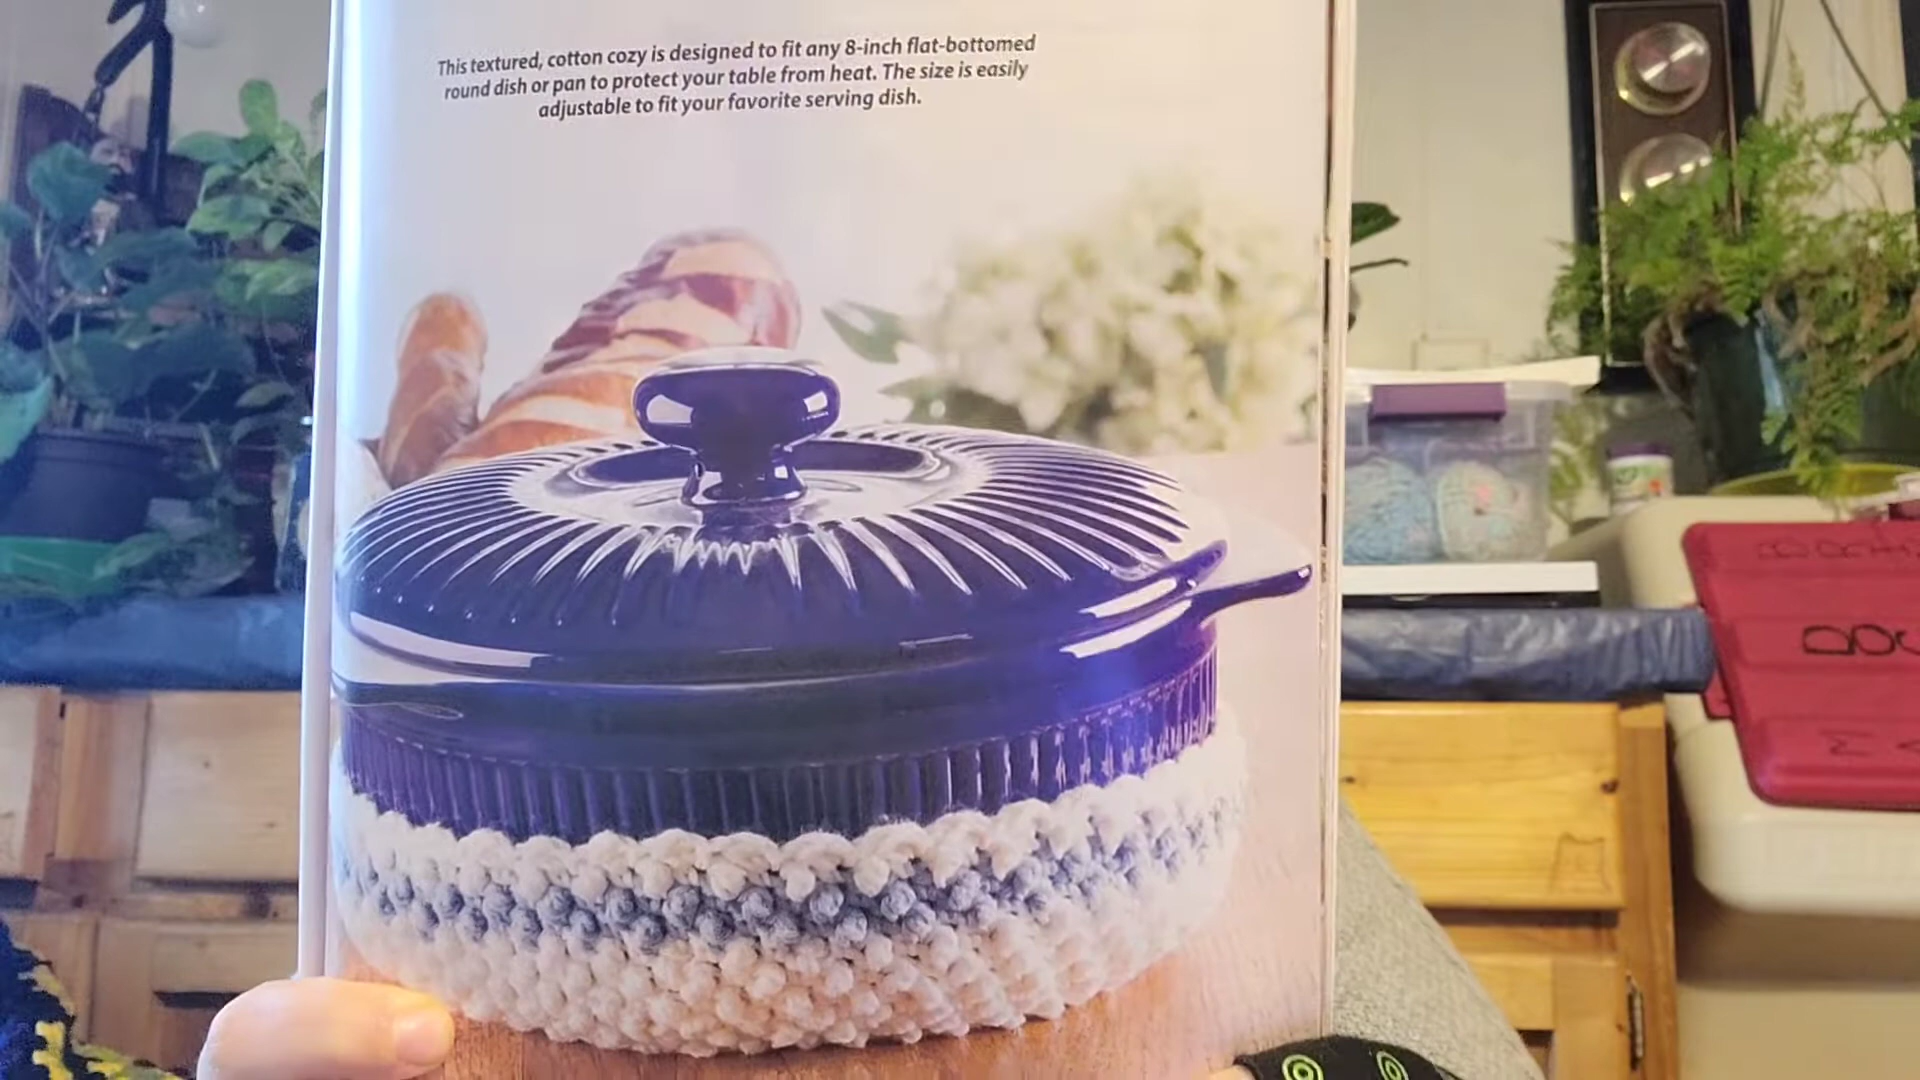 This textured, cotton cozy is designed to fit any 8-inch flat-bottomed
round dish or pan to protect your table from heat. The size is easily
adjustable to fit your favorite serving dish.